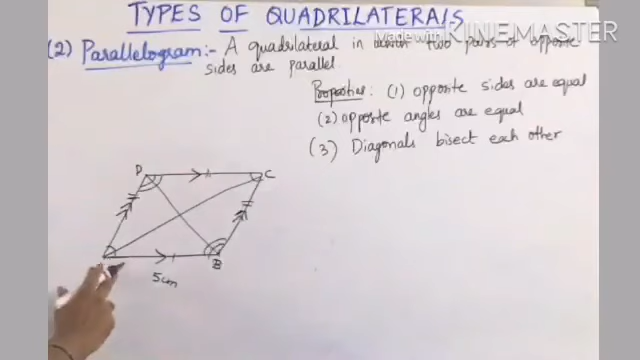 TYPES OF QUADRILATERALS
Made with KINEMASTER
(2) Parallelogram:- A quadrilateral in which two pairs of opposite
sides are parallel.
Properties: (1) opposite sides are equal
(2) opposite angles are equal
(3) Diagonals bisect each other
D C
B
5cm